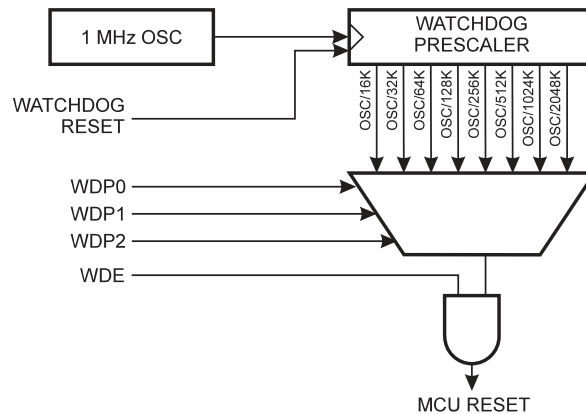 1 MHz OSC
WATCHDOG
PRESCALER
WATCHDOG
RESET
OSC/16K
OSC/32K
OSC/64K
OSC/128K
OSC/256K
OSC/512K
OSC/1024K
OSC/2048K
WDP0
WDP1
WDP2
WDE
MCU RESET